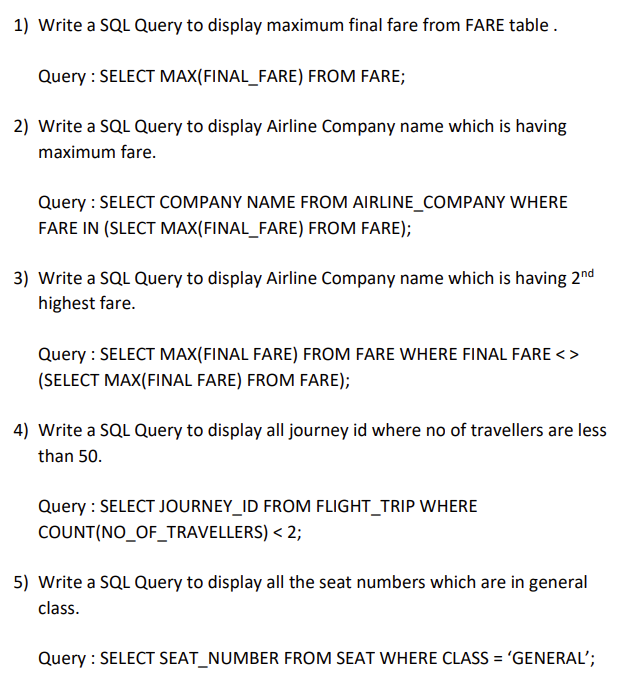 1) Write a SQL Query to display maximum final fare from FARE table .
Query : SELECT MAX(FINAL_FARE) FROM FARE;
2) Write a SQL Query to display Airline Company name which is having
maximum fare.
Query : SELECT COMPANY NAME FROM AIRLINE_COMPANY WHERE
FARE IN (SLECT MAX(FINAL_FARE) FROM FARE);
3) Write a SQL Query to display Airline Company name which is having 2nd
highest fare.
Query : SELECT MAX(FINAL FARE) FROM FARE WHERE FINAL FARE < >
(SELECT MAX(FINAL FARE) FROM FARE);
4) Write a SQL Query to display all journey id where no of travellers are less
than 50.
Query : SELECT JOURNEY_ID FROM FLIGHT_TRIP WHERE
COUNT(NO_OF_TRAVELLERS) < 2;
5) Write a SQL Query to display all the seat numbers which are in general
class.
Query : SELECT SEAT_NUMBER FROM SEAT WHERE CLASS = ‘GENERAL’;